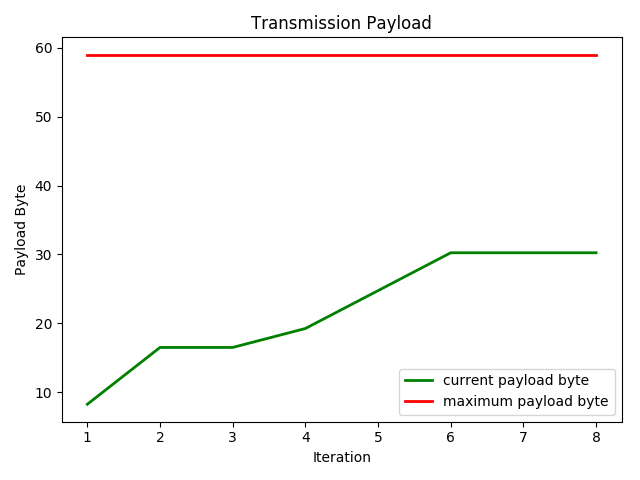 Transmission Payload
60
50
40
30
20
10
Payload Byte
current payload byte
maximum payload byte
1 2 3 4 5 6 7 8
Iteration